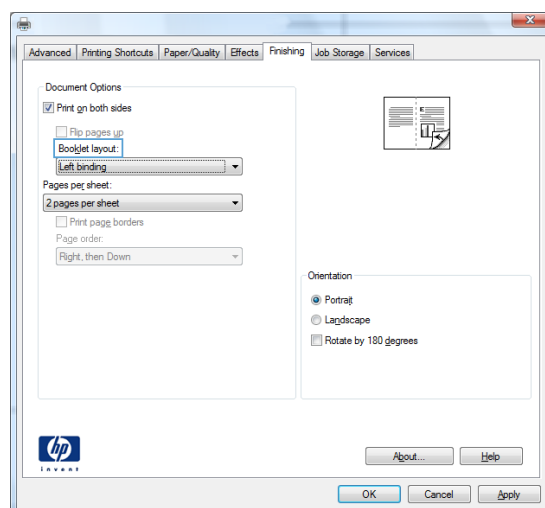 Advanced Printing Shortcuts Paper/Quality Effects Finishing Job Storage Services
Document Options
Print on both sides
Flip pages up
Booklet layout:
Left binding
Pages per sheet:
2 pages per sheet
Print page borders
Page order:
Right, then Down
Orientation
Portrait
Landscape
Rotate by 180 degrees
hp
invent
About... Help
OK Cancel Apply